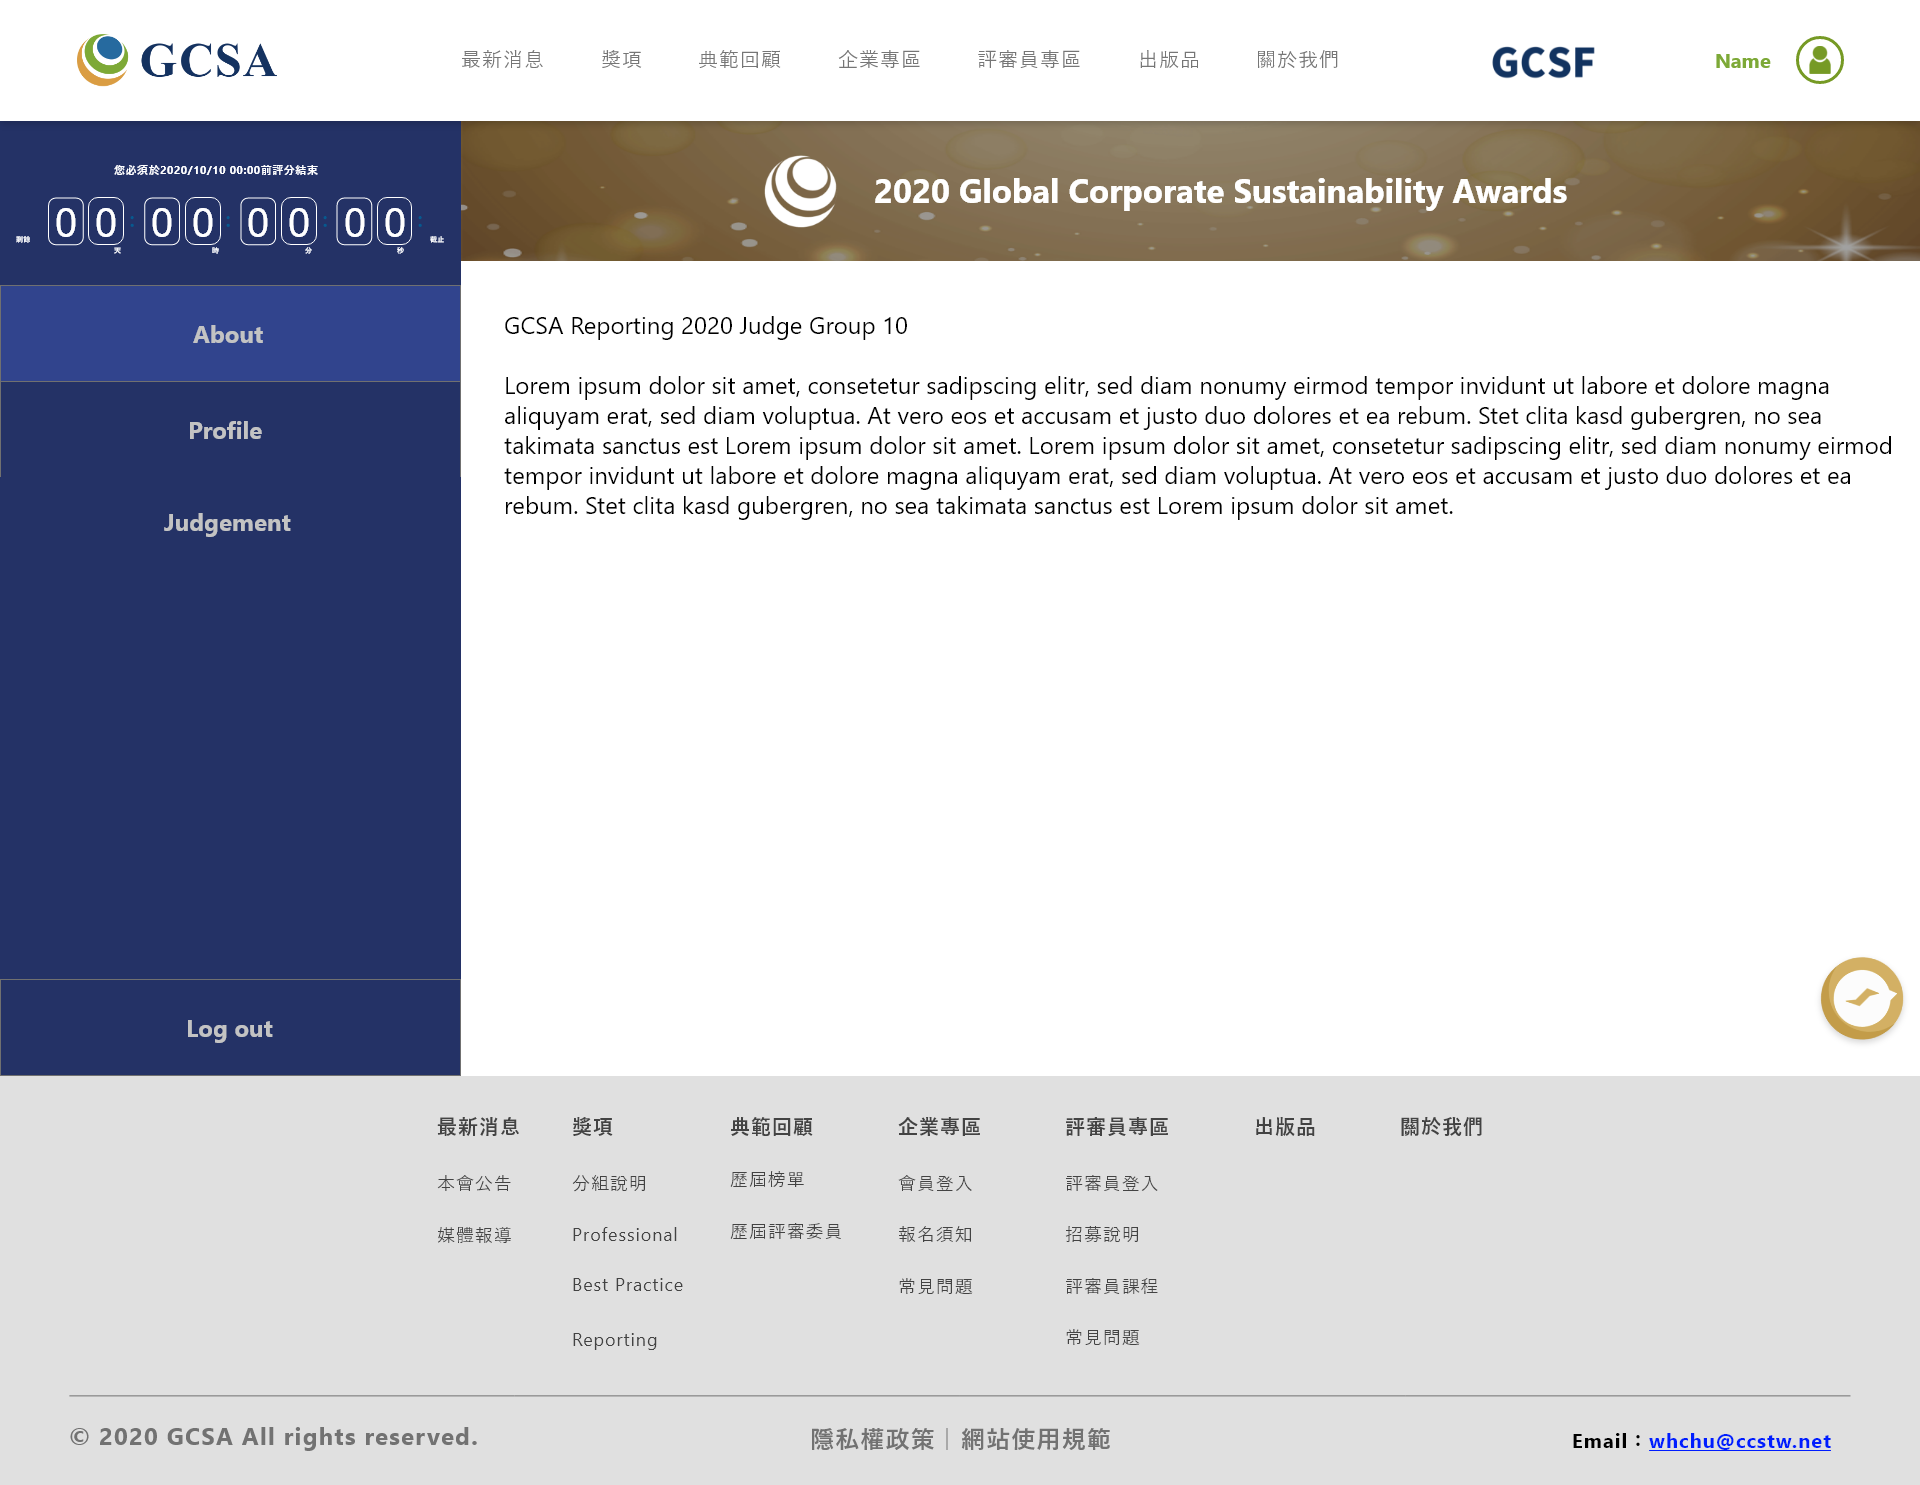 GCSA
最新消息 獎項 典範回顧 企業專區 評審員專區 出版品 關於我們
GCSF
Name
您必須於2020/10/10 00:00前評分結束
剩餘 00 : 00 : 00 : 00 : 截止
天 時 分 秒
About
Profile
Judgement
Log out
2020 Global Corporate Sustainability Awards
GCSA Reporting 2020 Judge Group 10
Lorem ipsum dolor sit amet, consetetur sadipscing elitr, sed diam nonumy eirmod tempor invidunt ut labore et dolore magna
aliquyam erat, sed diam voluptua. At vero eos et accusam et justo duo dolores et ea rebum. Stet clita kasd gubergren, no sea
takimata sanctus est Lorem ipsum dolor sit amet. Lorem ipsum dolor sit amet, consetetur sadipscing elitr, sed diam nonumy eirmod
tempor invidunt ut labore et dolore magna aliquyam erat, sed diam voluptua. At vero eos et accusam et justo duo dolores et ea
rebum. Stet clita kasd gubergren, no sea takimata sanctus est Lorem ipsum dolor sit amet.
最新消息
本會公告
媒體報導
獎項
分組說明
Professional
Best Practice
Reporting
典範回顧
歷屆榜單
歷屆評審委員
企業專區
會員登入
報名須知
常見問題
評審員專區
評審員登入
招募說明
評審員課程
常見問題
出版品
關於我們
© 2020 GCSA All rights reserved.
隱私權政策｜網站使用規範
Email：whchu@ccstw.net